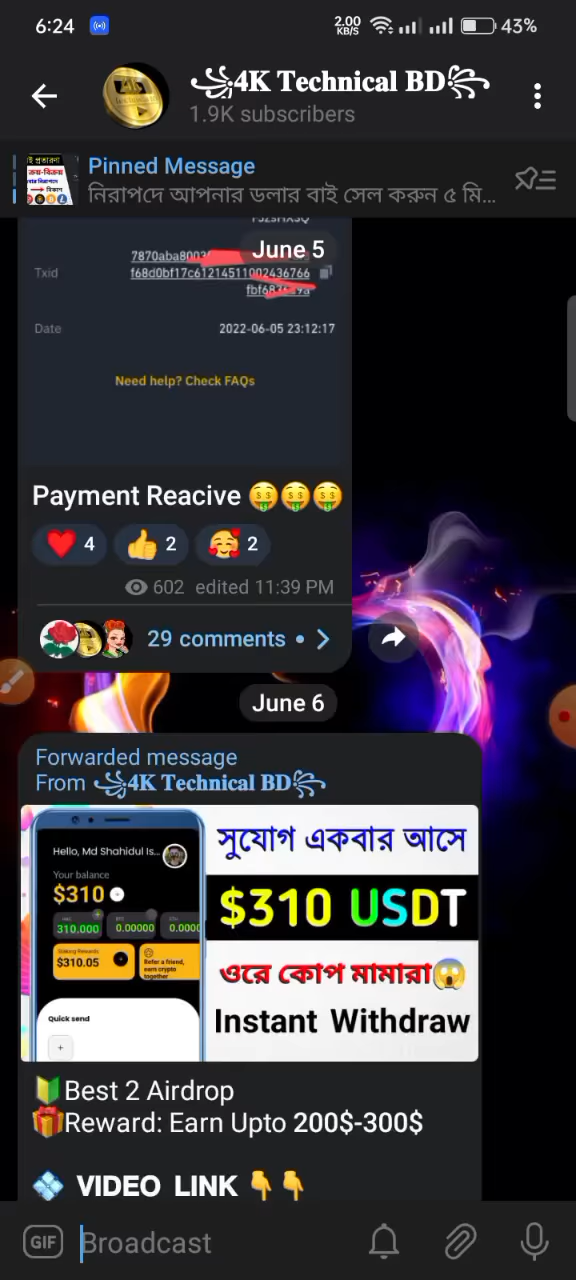 6:24
2.00
KB/S
43%
꧁4K Technical BD꧂
1.9K subscribers
Pinned Message
নিরাপদে আপনার ডলার বাই সেল করুন ৫ মি...
ক্রয়-বিক্রয়
June 5
7870aba800
Txid
f68d0bf17c61214511002436766
Date
2022-06-05 23:12:17
Need help? Check FAQs
Payment Reacive 🤑🤑🤑
❤️ 4 👍 2 🥰 2
602 edited 11:39 PM
29 comments
June 6
Forwarded message
From ꧁4K Technical BD꧂
Hello, Md Shahidul Is...
Your balance
$310
310.000
0.00000
0.0000
$310.05
Refer a friend,
earn crypto
together
Quick send
+
সুযোগ একবার আসে
$310 USDT
ওরে কোপ মামারা😱
Instant Withdraw
🔰Best 2 Airdrop
🎁Reward: Earn Upto 200$-300$
💠 VIDEO LINK 👇👇
GIF
Broadcast